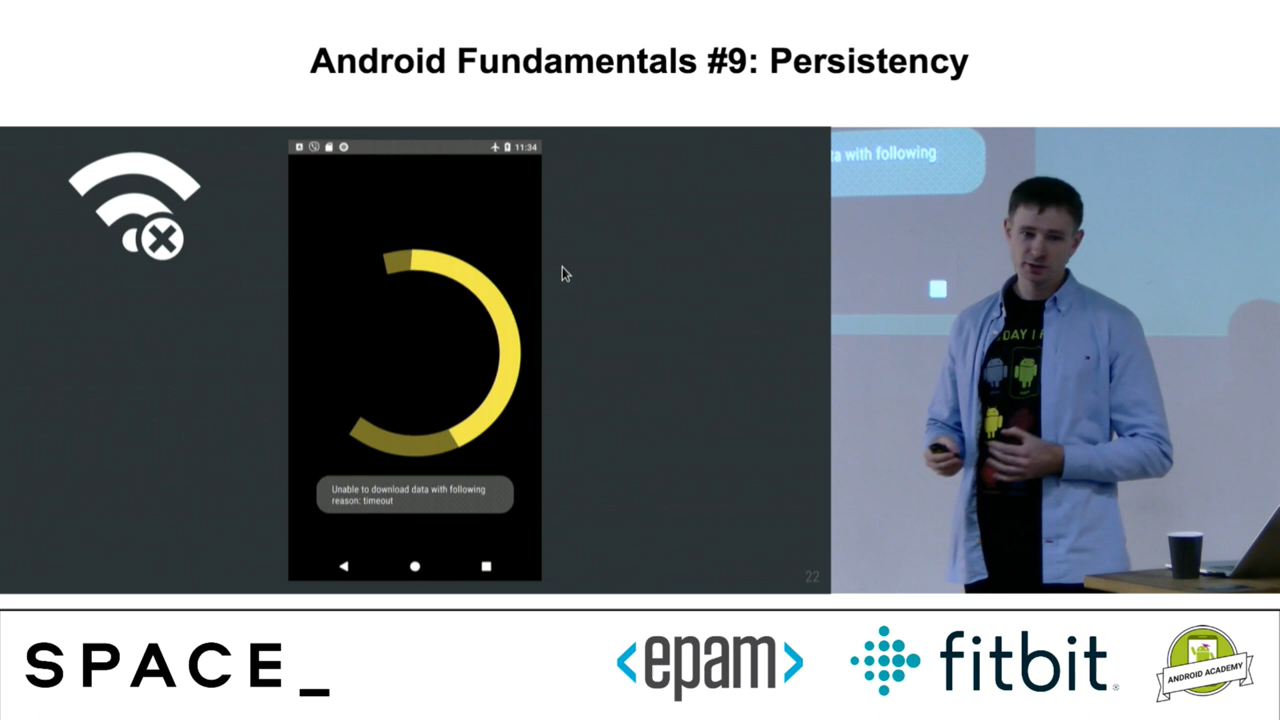 Android Fundamentals #9: Persistency
11:34
Unable to download data with following
reason: timeout
22
a with following
DAY I
SPACE_
<epam>
fitbit
ANDROID ACADEMY